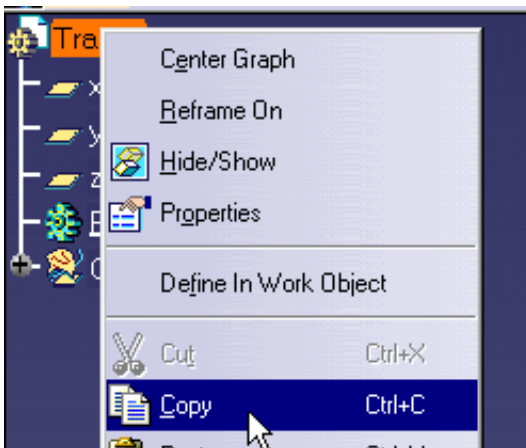 Tra
Center Graph
Reframe On
Hide/Show
Properties
Define In Work Object
Cut Ctrl+X
Copy Ctrl+C